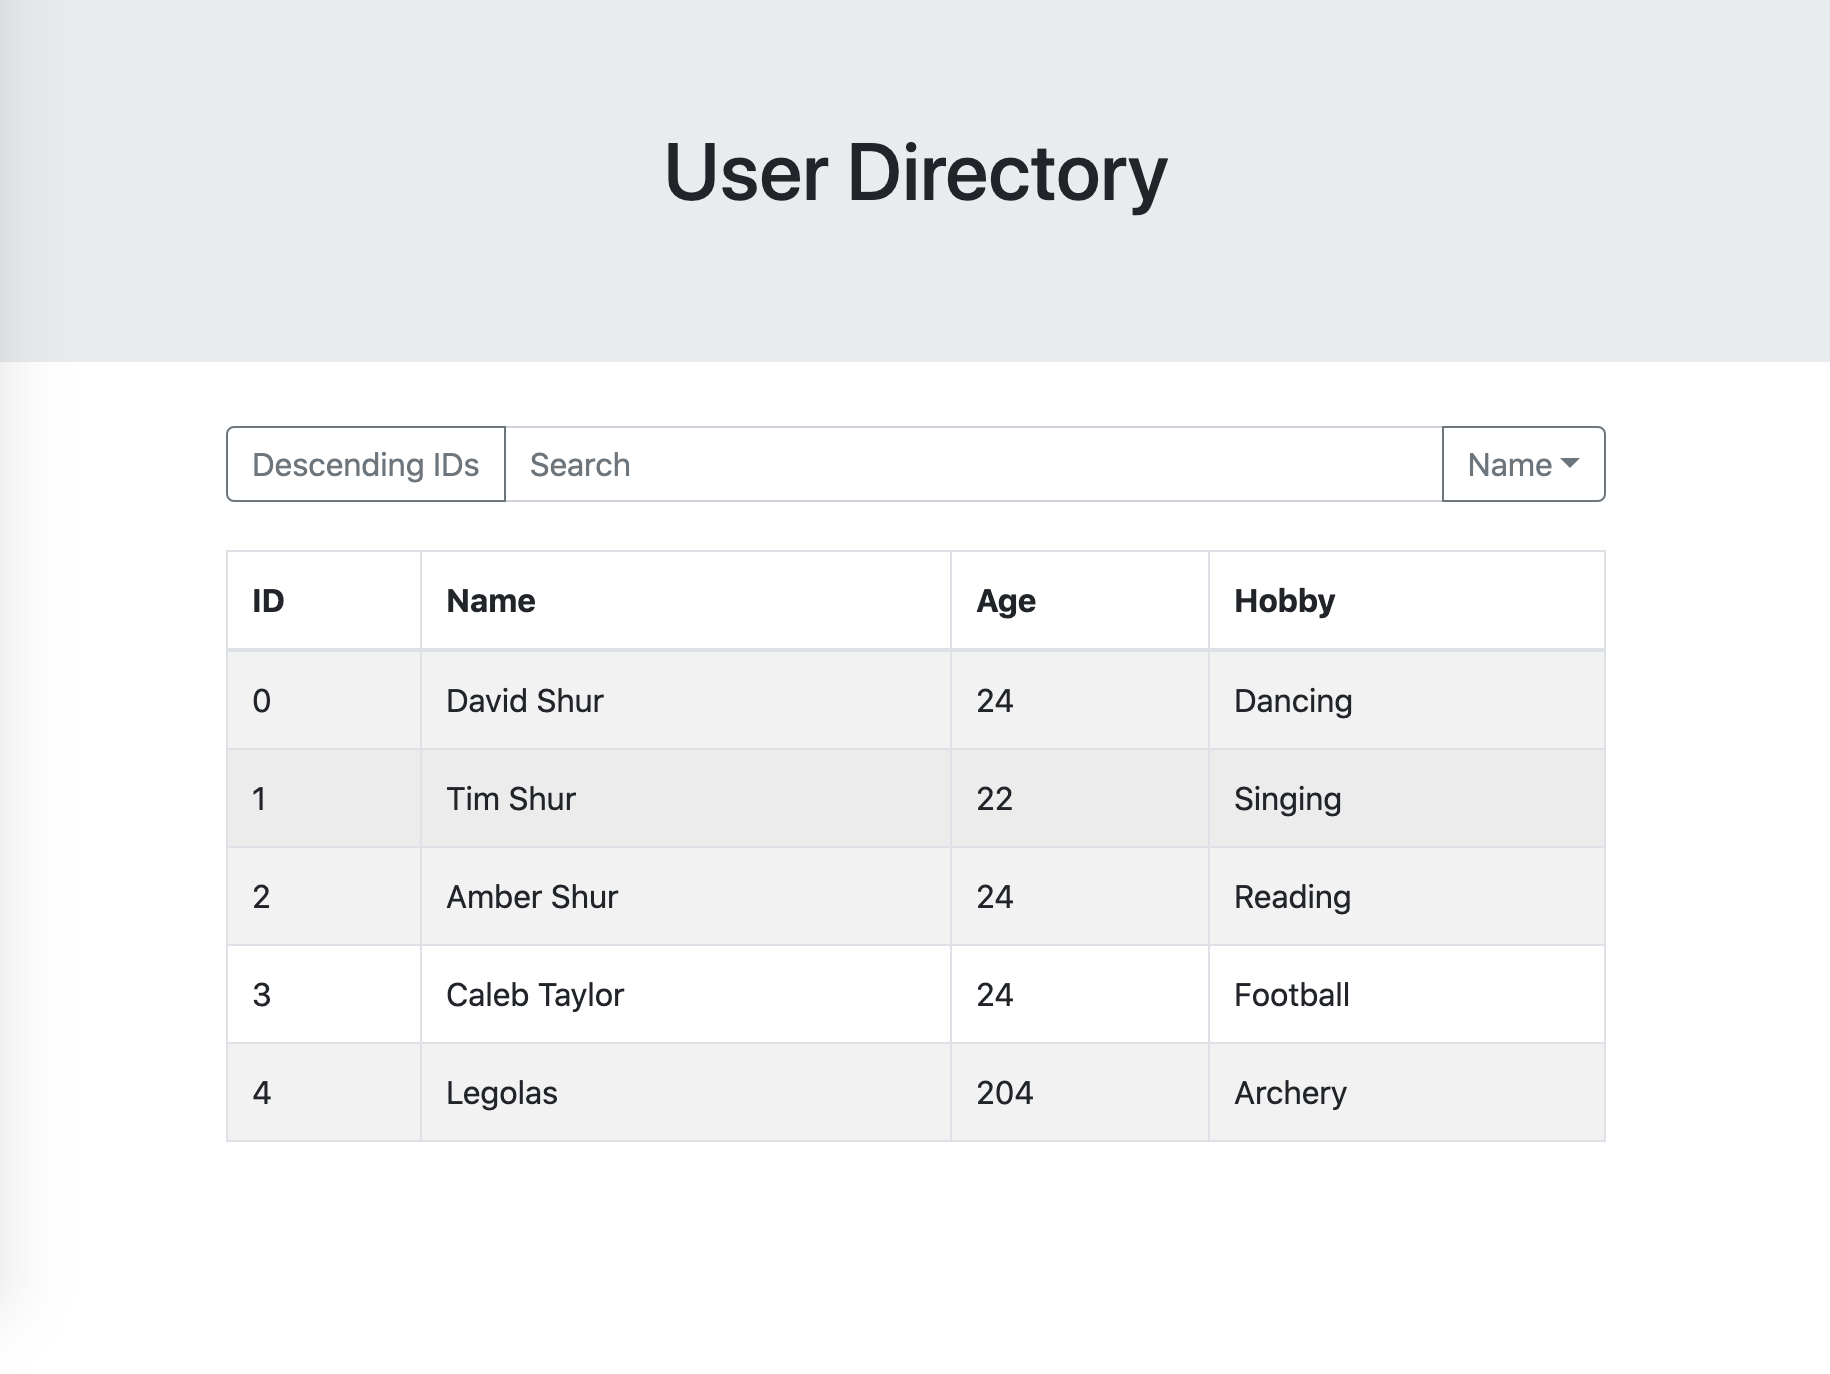 User Directory
Descending IDs Search Name
ID Name Age Hobby
0 David Shur 24 Dancing
1 Tim Shur 22 Singing
2 Amber Shur 24 Reading
3 Caleb Taylor 24 Football
4 Legolas 204 Archery